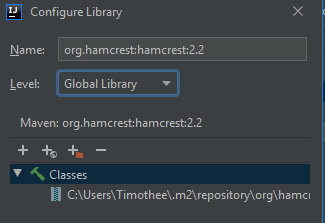 Configure Library
Name: org.hamcrest:hamcrest:2.2
Level: Global Library
Maven: org.hamcrest:hamcrest:2.2
Classes
C:\Users\Timothee\.m2\repository\org\hamc